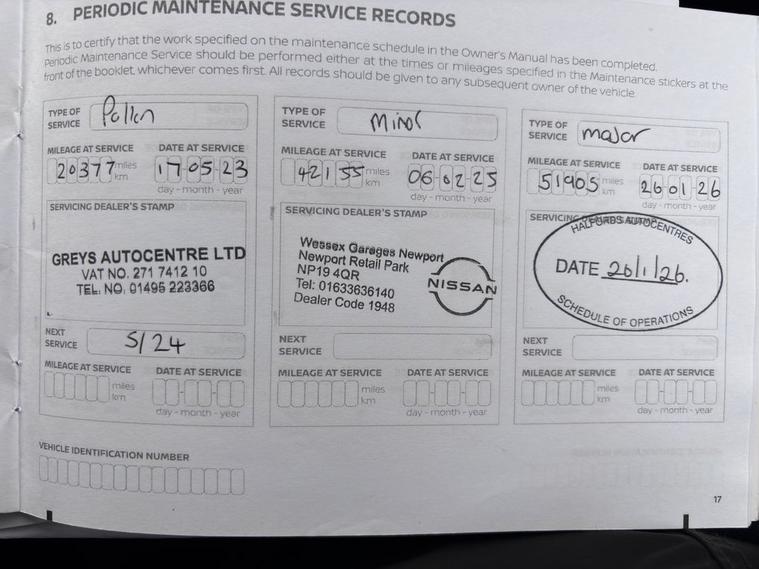 8. PERIODIC MAINTENANCE SERVICE RECORDS
This is to certify that the work specified on the maintenance schedule in the Owner's Manual has been completed.
Periodic Maintenance Service should be performed either at the times or mileages specified in the Maintenance stickers at the
front of the booklet, whichever comes first. All records should be given to any subsequent owner of the vehicle.
TYPE OF
SERVICE
Pollen
MILEAGE AT SERVICE
DATE AT SERVICE
20377 miles
km
17-05-23
day - month - year
SERVICING DEALER'S STAMP
GREYS AUTOCENTRE LTD
VAT NO. 271 7412 10
TEL. NO. 01495 223366
NEXT
SERVICE
5/24
MILEAGE AT SERVICE
DATE AT SERVICE
miles
km
day - month - year
TYPE OF
SERVICE
Minor
MILEAGE AT SERVICE
DATE AT SERVICE
42155 miles
km
06-02-25
day - month - year
SERVICING DEALER'S STAMP
Wessex Garages Newport
Newport Retail Park
NP19 4QR
Tel: 01633636140
Dealer Code 1948
NISSAN
NEXT
SERVICE
MILEAGE AT SERVICE
DATE AT SERVICE
miles
km
day - month - year
TYPE OF
SERVICE
major
MILEAGE AT SERVICE
DATE AT SERVICE
51905 miles
km
26-01-26
day - month - year
SERVICING DEALER'S STAMP
HALFORDS AUTOCENTRES
DATE 26/1/26.
SCHEDULE OF OPERATIONS
NEXT
SERVICE
MILEAGE AT SERVICE
DATE AT SERVICE
miles
km
day - month - year
VEHICLE IDENTIFICATION NUMBER
17